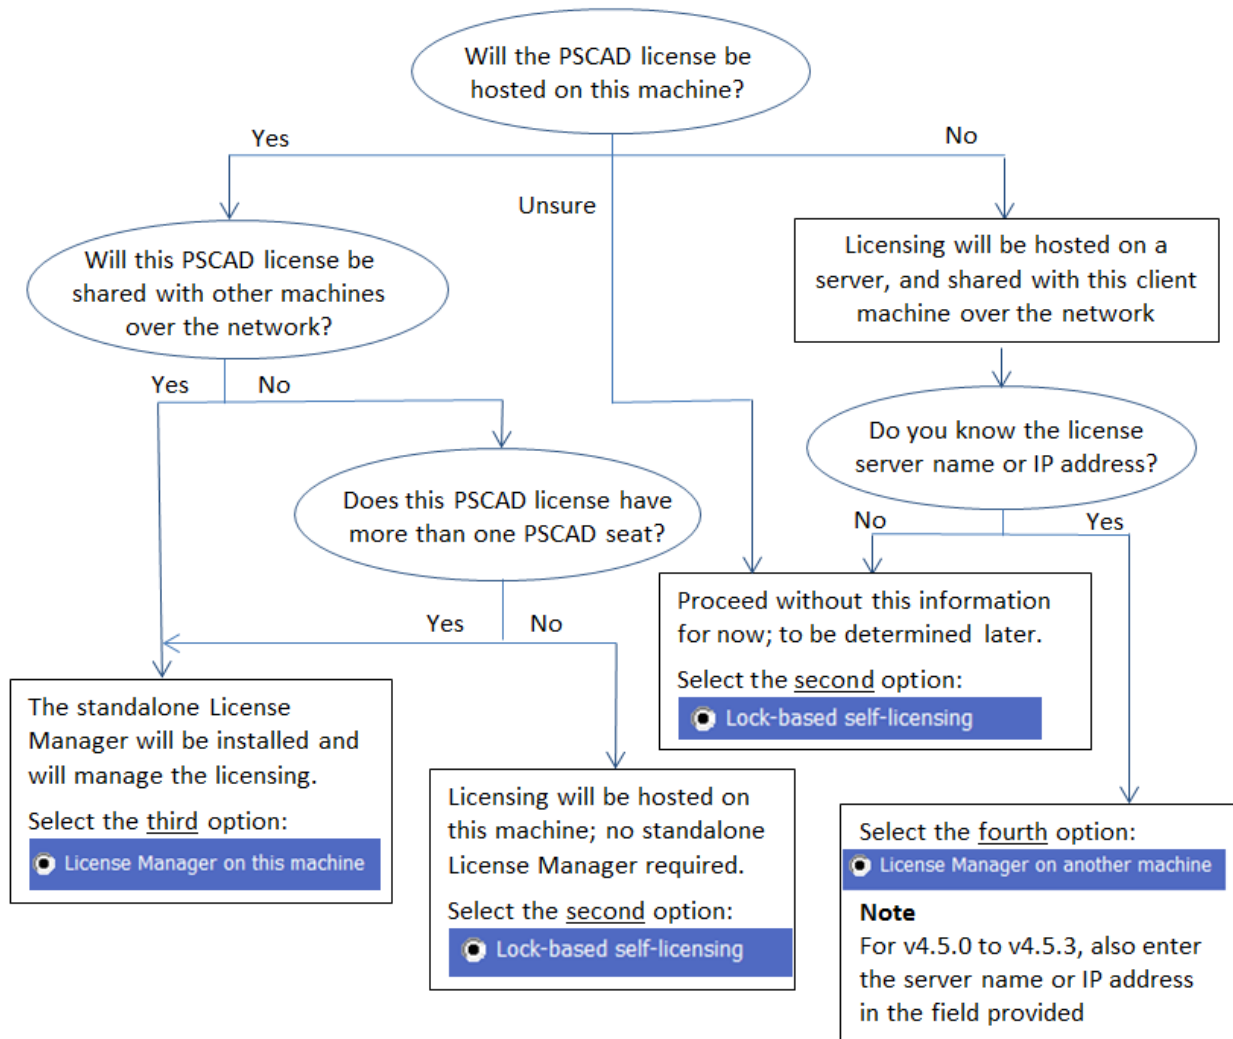 Will the PSCAD license be
hosted on this machine?
Yes
No
Unsure
Will this PSCAD license be
shared with other machines
over the network?
Licensing will be hosted on a
server, and shared with this client
machine over the network
Yes
No
Do you know the license
server name or IP address?
Does this PSCAD license have
more than one PSCAD seat?
No
Yes
Yes
No
Proceed without this information
for now; to be determined later.
Select the second option:
Lock-based self-licensing
The standalone License
Manager will be installed and
will manage the licensing.
Select the third option:
License Manager on this machine
Licensing will be hosted on
this machine; no standalone
License Manager required.
Select the second option:
Lock-based self-licensing
Select the fourth option:
License Manager on another machine
Note
For v4.5.0 to v4.5.3, also enter
the server name or IP address
in the field provided